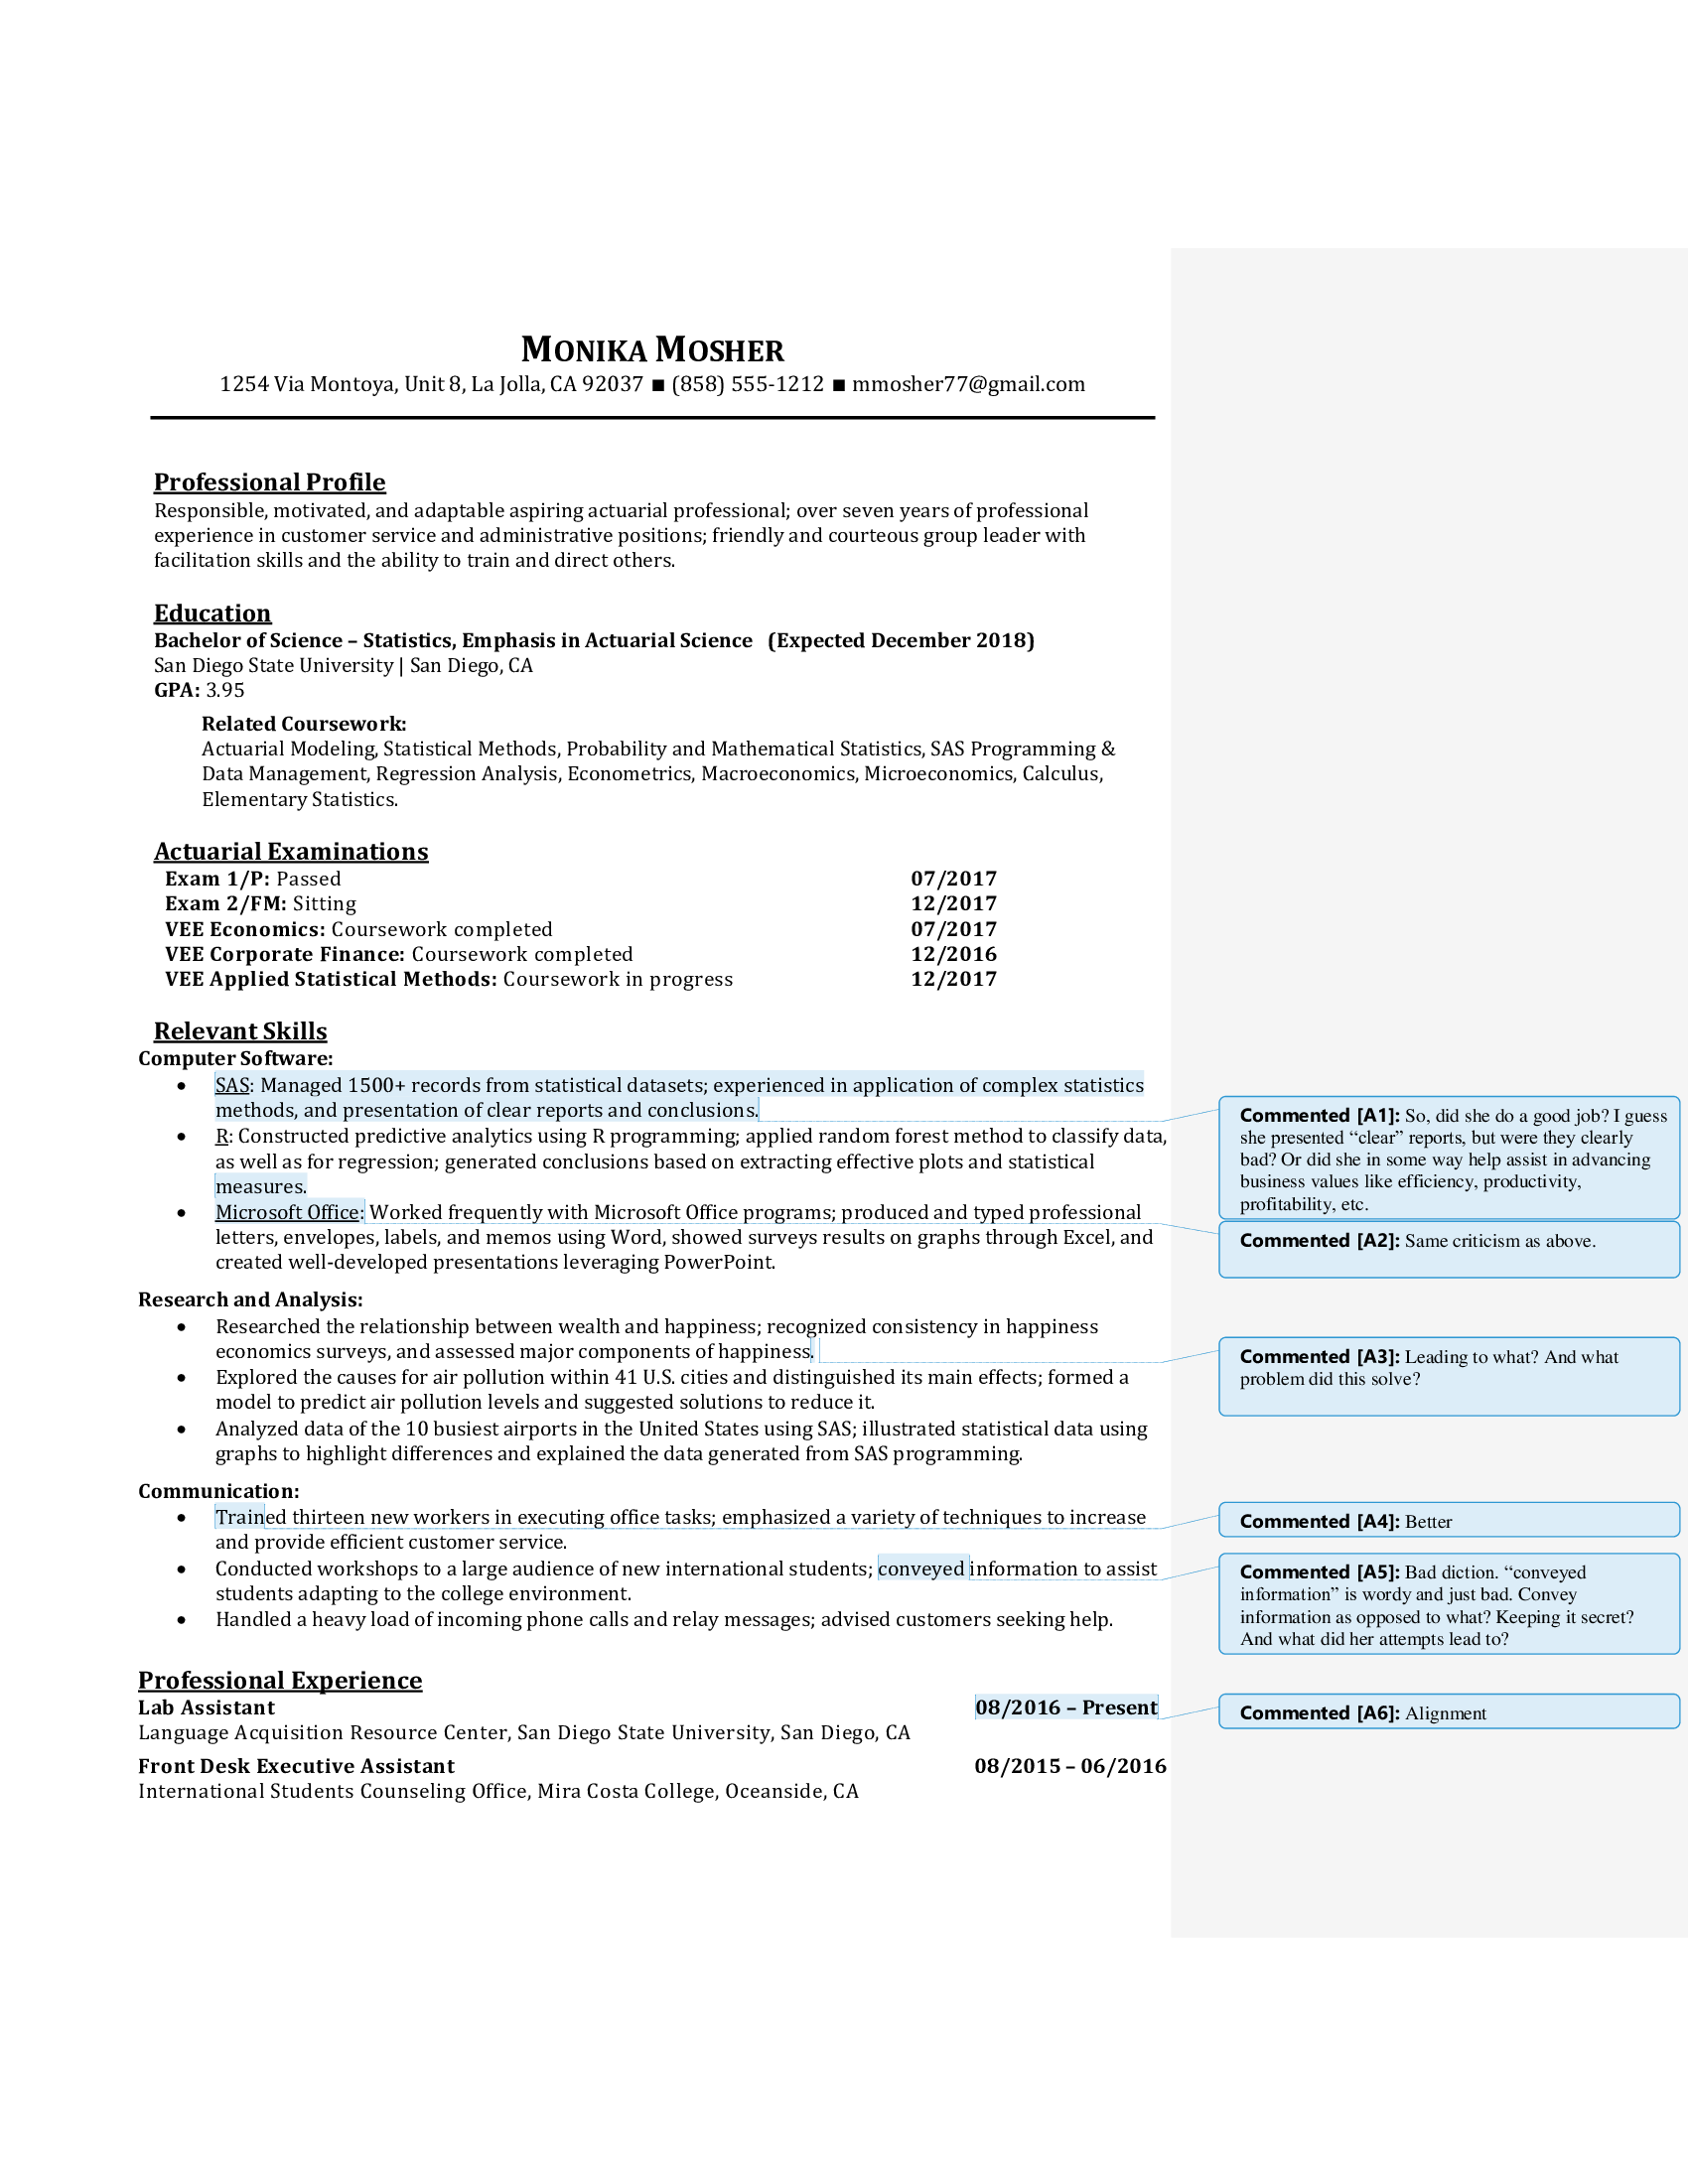 MONIKA MOSHER
1254 Via Montoya, Unit 8, La Jolla, CA 92037 ■ (858) 555-1212 ■ mmosher77@gmail.com
Professional Profile
Responsible, motivated, and adaptable aspiring actuarial professional; over seven years of professional
experience in customer service and administrative positions; friendly and courteous group leader with
facilitation skills and the ability to train and direct others.
Education
Bachelor of Science – Statistics, Emphasis in Actuarial Science (Expected December 2018)
San Diego State University | San Diego, CA
GPA: 3.95
Related Coursework:
Actuarial Modeling, Statistical Methods, Probability and Mathematical Statistics, SAS Programming &
Data Management, Regression Analysis, Econometrics, Macroeconomics, Microeconomics, Calculus,
Elementary Statistics.
Actuarial Examinations
Exam 1/P: Passed 07/2017
Exam 2/FM: Sitting 12/2017
VEE Economics: Coursework completed 07/2017
VEE Corporate Finance: Coursework completed 12/2016
VEE Applied Statistical Methods: Coursework in progress 12/2017
Relevant Skills
Computer Software:
• SAS: Managed 1500+ records from statistical datasets; experienced in application of complex statistics
methods, and presentation of clear reports and conclusions.
• R: Constructed predictive analytics using R programming; applied random forest method to classify data,
as well as for regression; generated conclusions based on extracting effective plots and statistical
measures.
• Microsoft Office: Worked frequently with Microsoft Office programs; produced and typed professional
letters, envelopes, labels, and memos using Word, showed surveys results on graphs through Excel, and
created well-developed presentations leveraging PowerPoint.
Research and Analysis:
• Researched the relationship between wealth and happiness; recognized consistency in happiness
economics surveys, and assessed major components of happiness.
• Explored the causes for air pollution within 41 U.S. cities and distinguished its main effects; formed a
model to predict air pollution levels and suggested solutions to reduce it.
• Analyzed data of the 10 busiest airports in the United States using SAS; illustrated statistical data using
graphs to highlight differences and explained the data generated from SAS programming.
Communication:
• Trained thirteen new workers in executing office tasks; emphasized a variety of techniques to increase
and provide efficient customer service.
• Conducted workshops to a large audience of new international students; conveyed information to assist
students adapting to the college environment.
• Handled a heavy load of incoming phone calls and relay messages; advised customers seeking help.
Professional Experience
Lab Assistant 08/2016 – Present
Language Acquisition Resource Center, San Diego State University, San Diego, CA
Front Desk Executive Assistant 08/2015 – 06/2016
International Students Counseling Office, Mira Costa College, Oceanside, CA
Commented [A1]: So, did she do a good job? I guess
she presented “clear” reports, but were they clearly
bad? Or did she in some way help assist in advancing
business values like efficiency, productivity,
profitability, etc.
Commented [A2]: Same criticism as above.
Commented [A3]: Leading to what? And what
problem did this solve?
Commented [A4]: Better
Commented [A5]: Bad diction. “conveyed
information” is wordy and just bad. Convey
information as opposed to what? Keeping it secret?
And what did her attempts lead to?
Commented [A6]: Alignment